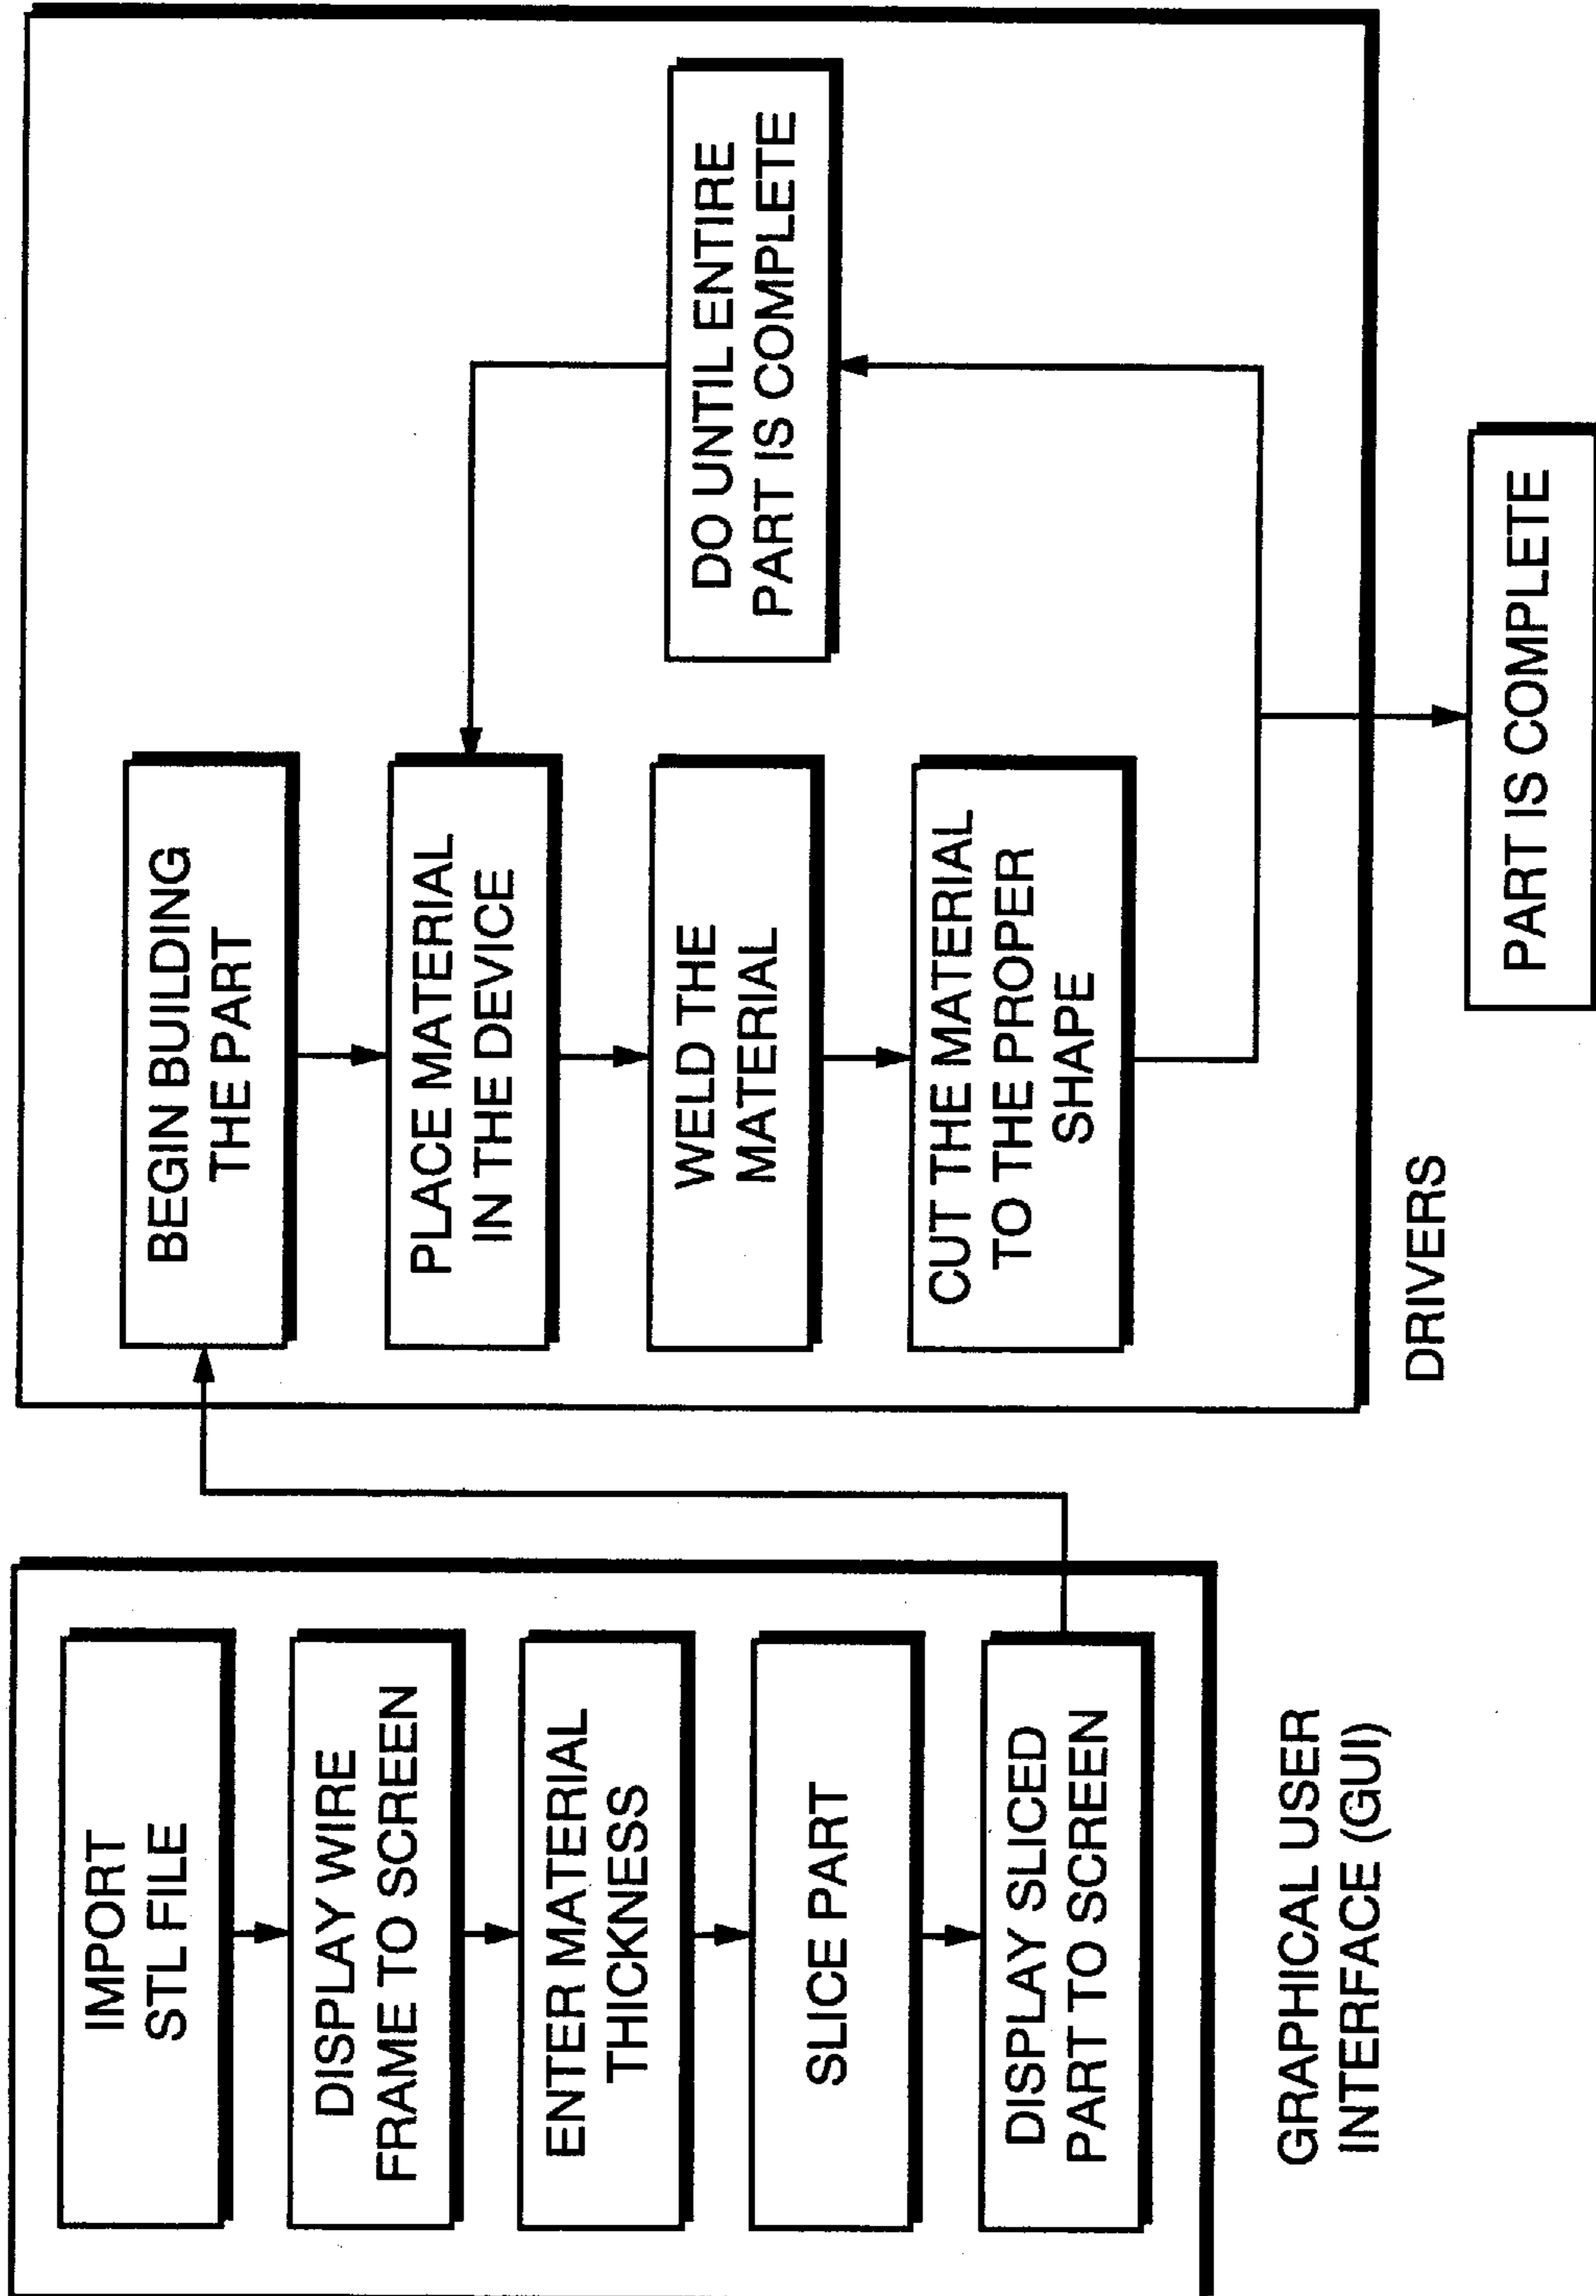 IMPORT
STL FILE
DISPLAY WIRE
FRAME TO SCREEN
ENTER MATERIAL
THICKNESS
SLICE PART
DISPLAY SLICED
PART TO SCREEN
GRAPHICAL USER
INTERFACE (GUI)
BEGIN BUILDING
THE PART
PLACE MATERIAL
IN THE DEVICE
WELD THE
MATERIAL
CUT THE MATERIAL
TO THE PROPER
SHAPE
DO UNTIL ENTIRE
PART IS COMPLETE
DRIVERS
PART IS COMPLETE